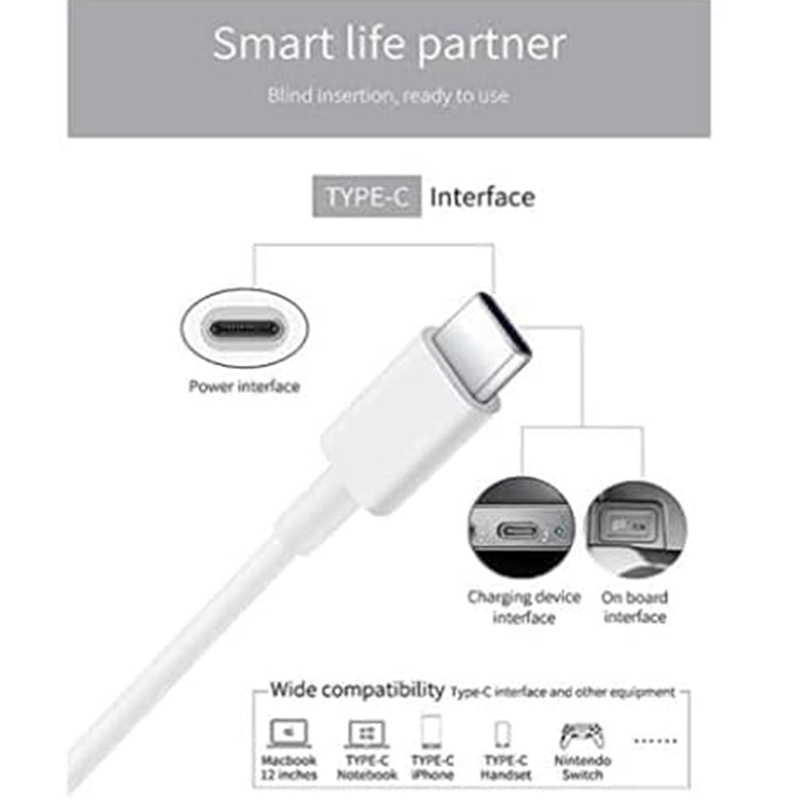 Smart life partner
Blind insertion, ready to use
TYPE-C Interface
Power interface
Charging device
interface
On board
interface
Wide compatibility Type-C interface and other equipment
Macbook
12 inches
TYPE-C
Notebook
TYPE-C
iPhone
TYPE-C
Handset
Nintendo
Switch
......